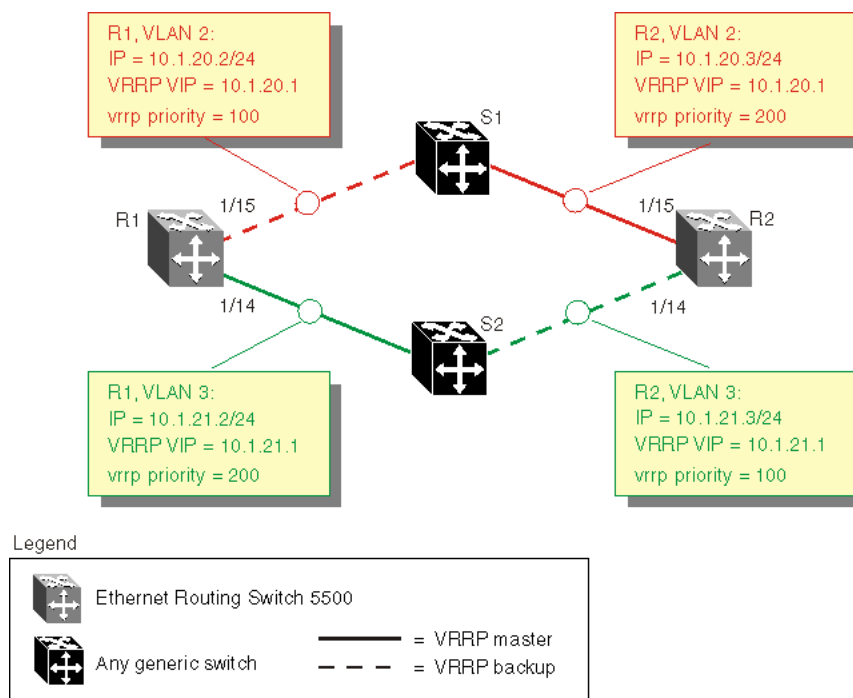 R1, VLAN 2:
IP = 10.1.20.2/24
VRRP VIP = 10.1.20.1
vrrp priority = 100
R2, VLAN 2:
IP = 10.1.20.3/24
VRRP VIP = 10.1.20.1
vrrp priority = 200
S1
R1
1/15
1/15
R2
1/14
S2
1/14
R1, VLAN 3:
IP = 10.1.21.2/24
VRRP VIP = 10.1.21.1
vrrp priority = 200
R2, VLAN 3:
IP = 10.1.21.3/24
VRRP VIP = 10.1.21.1
vrrp priority = 100
Legend
Ethernet Routing Switch 5500
Any generic switch
= VRRP master
= VRRP backup